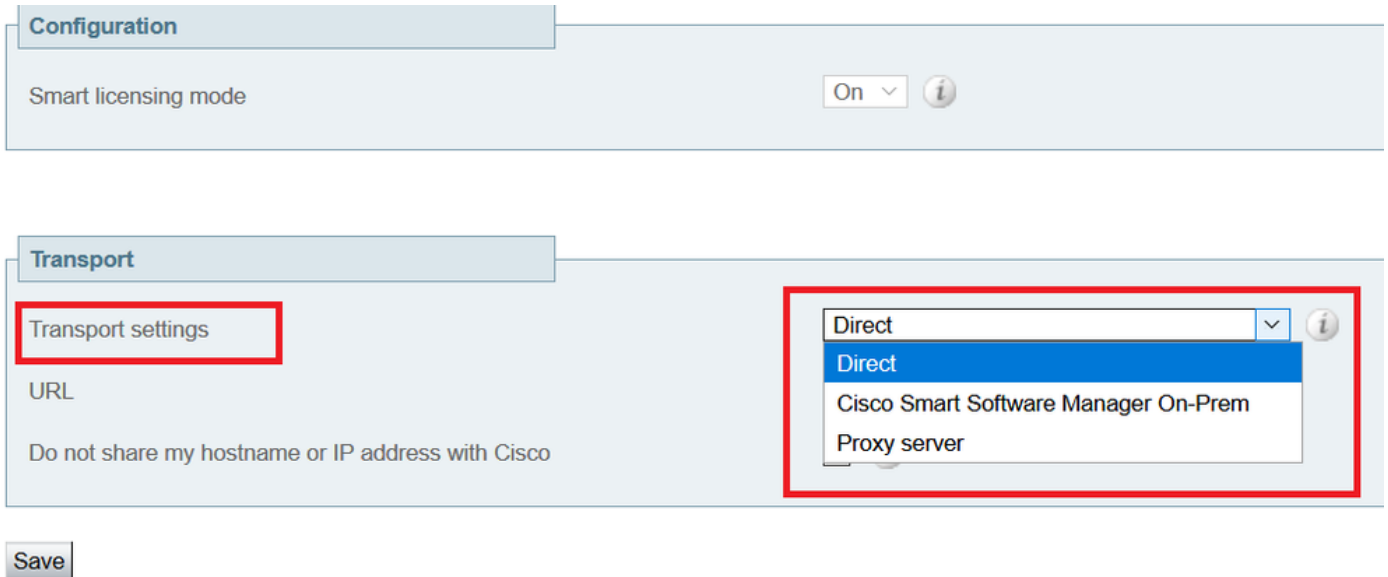 Configuration
Smart licensing mode
On
Transport
Transport settings
Direct
Direct
URL
Cisco Smart Software Manager On-Prem
Proxy server
Do not share my hostname or IP address with Cisco
Save